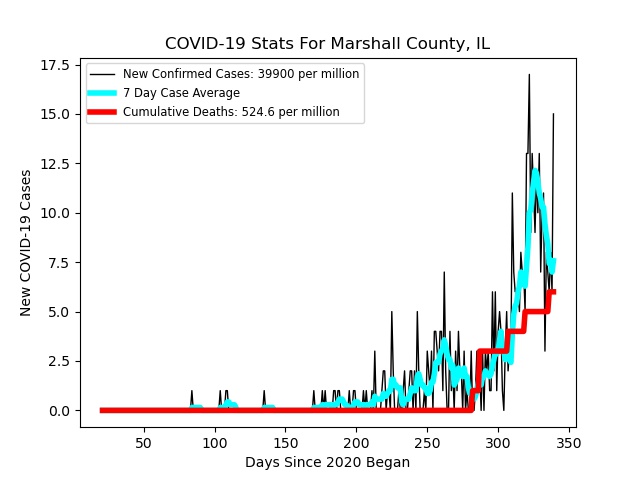 COVID-19 Stats For Marshall County, IL
New Confirmed Cases: 39900 per million
7 Day Case Average
Cumulative Deaths: 524.6 per million
New COVID-19 Cases
17.5
15.0
12.5
10.0
7.5
5.0
2.5
0.0
50 100 150 200 250 300 350
Days Since 2020 Began